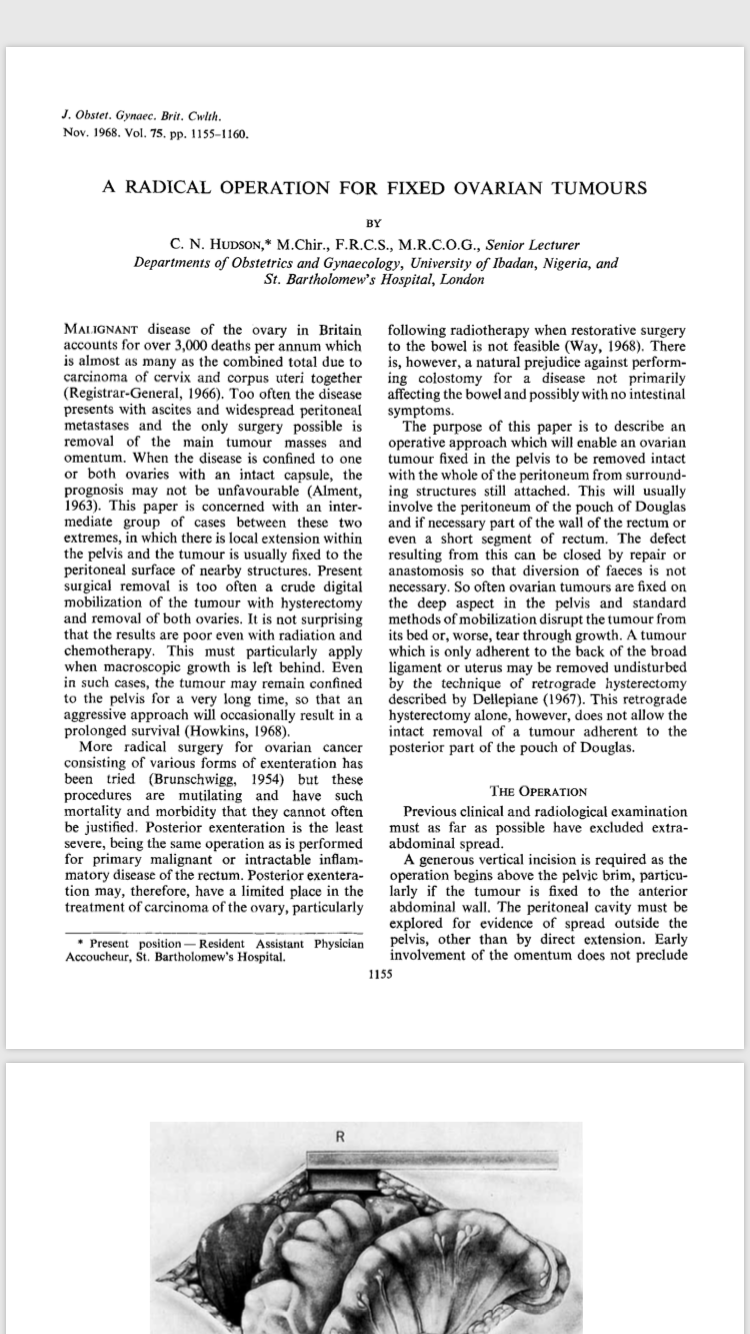 J. Obstet. Gynaec. Brit. Cwlth.
Nov. 1968. Vol. 75. pp. 1155–1160.
A RADICAL OPERATION FOR FIXED OVARIAN TUMOURS
BY
C. N. HUDSON,* M.Chir., F.R.C.S., M.R.C.O.G., Senior Lecturer
Departments of Obstetrics and Gynaecology, University of Ibadan, Nigeria, and
St. Bartholomew's Hospital, London
MALIGNANT disease of the ovary in Britain
accounts for over 3,000 deaths per annum which
is almost as many as the combined total due to
carcinoma of cervix and corpus uteri together
(Registrar-General, 1966). Too often the disease
presents with ascites and widespread peritoneal
metastases and the only surgery possible is
removal of the main tumour masses and
omentum. When the disease is confined to one
or both ovaries with an intact capsule, the
prognosis may not be unfavourable (Alment,
1963). This paper is concerned with an inter-
mediate group of cases between these two
extremes, in which there is local extension within
the pelvis and the tumour is usually fixed to the
peritoneal surface of nearby structures. Present
surgical removal is too often a crude digital
mobilization of the tumour with hysterectomy
and removal of both ovaries. It is not surprising
that the results are poor even with radiation and
chemotherapy. This must particularly apply
when macroscopic growth is left behind. Even
in such cases, the tumour may remain confined
to the pelvis for a very long time, so that an
aggressive approach will occasionally result in a
prolonged survival (Howkins, 1968).
More radical surgery for ovarian cancer
consisting of various forms of exenteration has
been tried (Brunschwigg, 1954) but these
procedures are mutilating and have such
mortality and morbidity that they cannot often
be justified. Posterior exenteration is the least
severe, being the same operation as is performed
for primary malignant or intractable inflam-
matory disease of the rectum. Posterior exentera-
tion may, therefore, have a limited place in the
treatment of carcinoma of the ovary, particularly
* Present position — Resident Assistant Physician
Accoucheur, St. Bartholomew's Hospital.
following radiotherapy when restorative surgery
to the bowel is not feasible (Way, 1968). There
is, however, a natural prejudice against perform-
ing colostomy for a disease not primarily
affecting the bowel and possibly with no intestinal
symptoms.
The purpose of this paper is to describe an
operative approach which will enable an ovarian
tumour fixed in the pelvis to be removed intact
with the whole of the peritoneum from surround-
ing structures still attached. This will usually
involve the peritoneum of the pouch of Douglas
and if necessary part of the wall of the rectum or
even a short segment of rectum. The defect
resulting from this can be closed by repair or
anastomosis so that diversion of faeces is not
necessary. So often ovarian tumours are fixed on
the deep aspect in the pelvis and standard
methods of mobilization disrupt the tumour from
its bed or, worse, tear through growth. A tumour
which is only adherent to the back of the broad
ligament or uterus may be removed undisturbed
by the technique of retrograde hysterectomy
described by Dellepiane (1967). This retrograde
hysterectomy alone, however, does not allow the
intact removal of a tumour adherent to the
posterior part of the pouch of Douglas.
THE OPERATION
Previous clinical and radiological examination
must as far as possible have excluded extra-
abdominal spread.
A generous vertical incision is required as the
operation begins above the pelvic brim, particu-
larly if the tumour is fixed to the anterior
abdominal wall. The peritoneal cavity must be
explored for evidence of spread outside the
pelvis, other than by direct extension. Early
involvement of the omentum does not preclude
1155
R